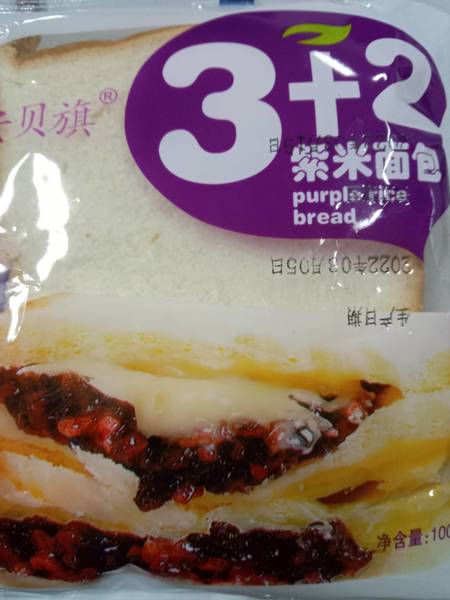 贝旗®
3+2
紫米面包
purple rice
bread
2022年03月05日
生产日期
净含量:100